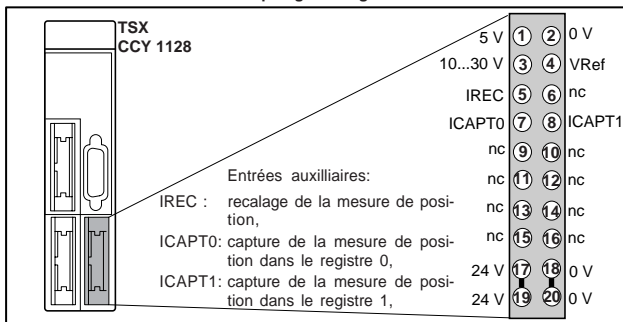 TSX
CCY 1128
5 V 1 2 0 V
10...30 V 3 4 VRef
IREC 5 6 nc
ICAPT0 7 8 ICAPT1
nc 9 10 nc
nc 11 12 nc
nc 13 14 nc
nc 15 16 nc
24 V 17 18 0 V
24 V 19 20 0 V
Entrées auxilliaires:
IREC : recalage de la mesure de posi-
tion,
ICAPT0: capture de la mesure de posi-
tion dans le registre 0,
ICAPT1: capture de la mesure de posi-
tion dans le registre 1,